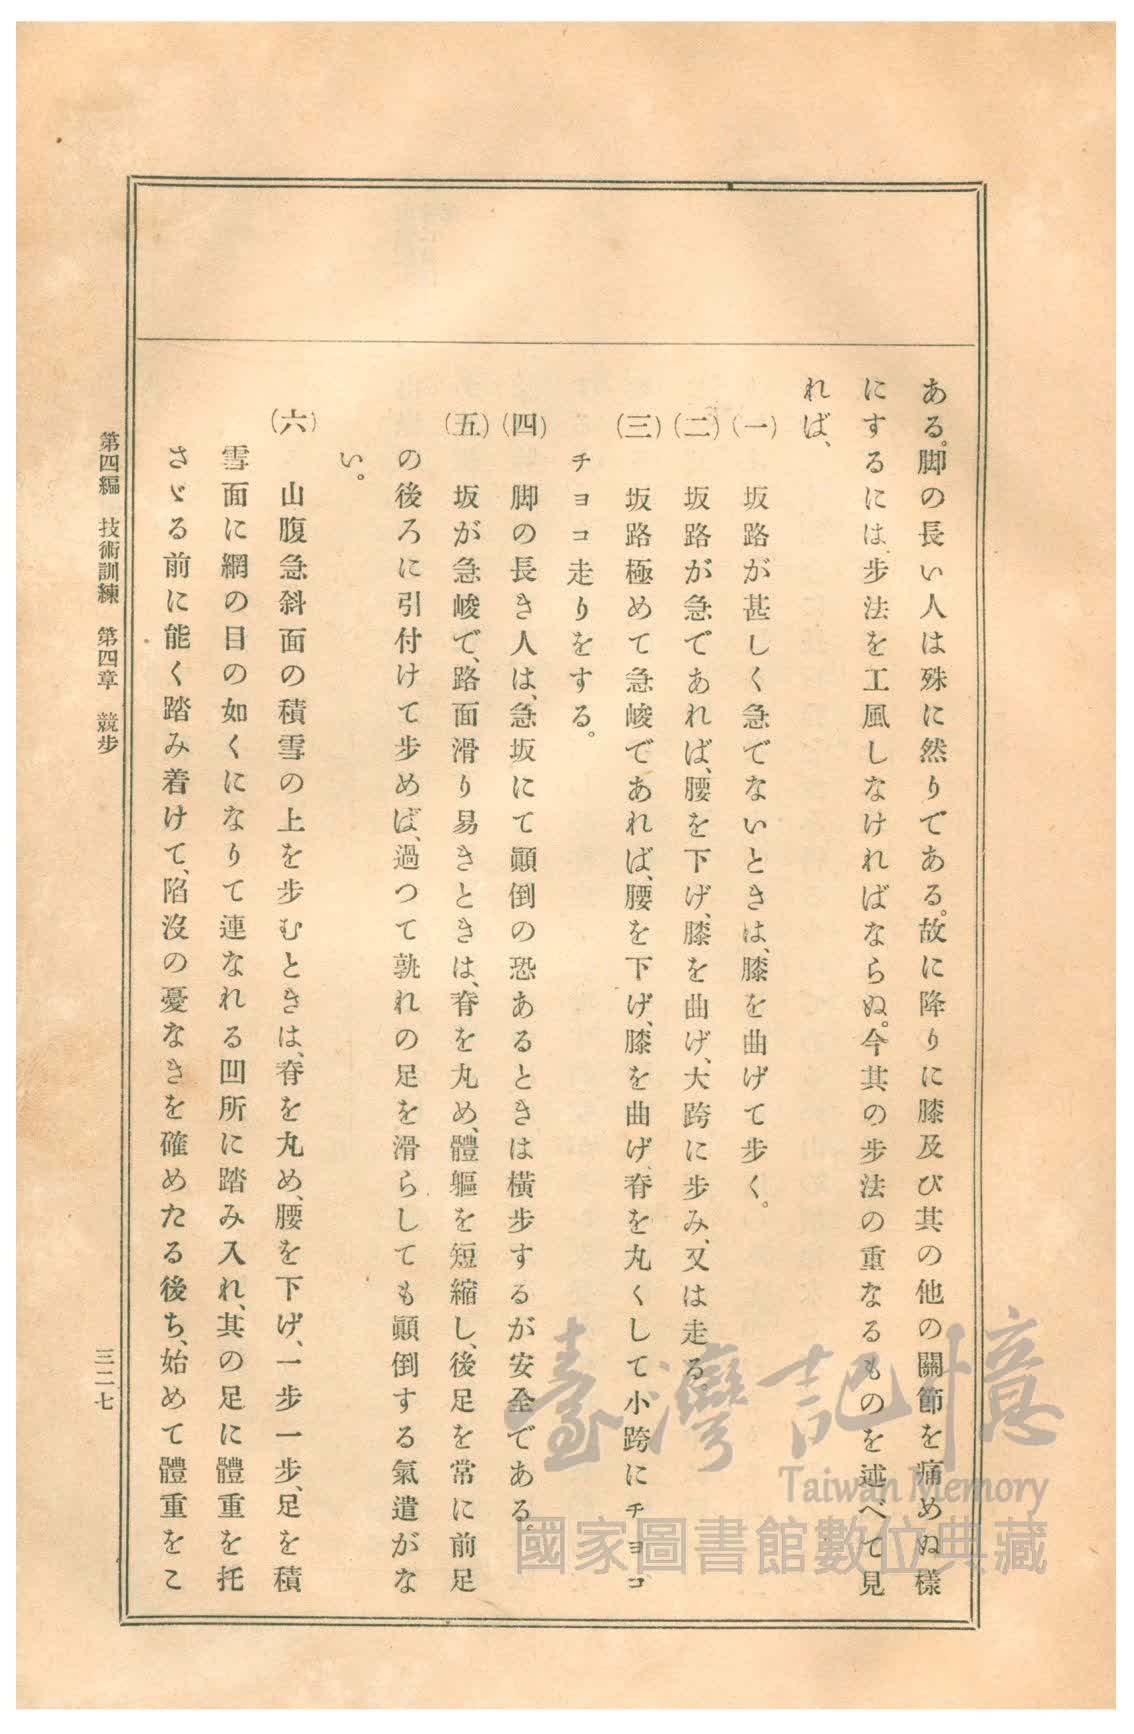 ある。脚の長い人は殊に然りである。故に降りに膝及び其の他の關節を痛めぬ樣
にするには、步法を工風しなければならぬ。今其の步法の重なるものを述べて見
れば、
(一) 坂路が甚しく急でないときは、膝を曲げて步く。
(二) 坂路が急であれば、腰を下げ、膝を曲げ、大跨に步み、又は走る。
(三) 坂路極めて急峻であれば、腰を下げ、膝を曲げ、脊を丸くして小跨にチョコ
チョコ走りをする。
(四) 脚の長き人は、急坂にて顚倒の恐あるときは橫步するが安全である。
(五) 坂が急峻で、路面滑り易きときは、脊を丸め、體軀を短縮し、後足を常に前足
の後ろに引付けて步めば、過つて孰れの足を滑らしても顚倒する氣遣がな
い。
(六) 山腹急斜面の積雪の上を步むときは、脊を丸め、腰を下げ、一步一步、足を積
雪面に網の目の如くになりて連なれる凹所に踏み入れ、其の足に體重を托
さゞる前に能く踏み着けて、陷沒の憂なきを確めたる後ち、始めて體重をこ
第四編 技術訓練 第四章 競步
三二七
臺灣記憶
Taiwan Memory
國家圖書館數位典藏